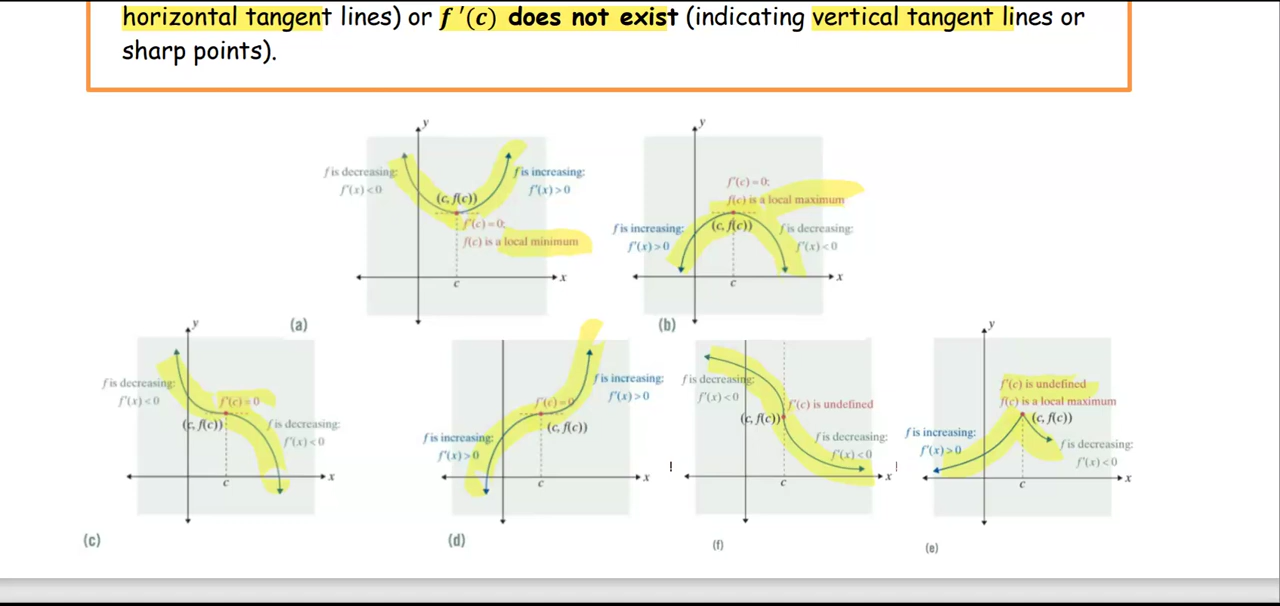 horizontal tangent lines) or f ′(c) does not exist (indicating vertical tangent lines or
sharp points).
y
f is decreasing:
f′(x) < 0
f is increasing:
f′(x) > 0
(c, f(c))
f′(c) = 0;
f(c) is a local minimum
x
c
(a)
y
f′(c) = 0;
f(c) is a local maximum
f is increasing:
f′(x) > 0
(c, f(c))
f is decreasing:
f′(x) < 0
x
c
(b)
y
f is decreasing:
f′(x) < 0
f′(c) = 0
(c, f(c))
f is decreasing:
f′(x) < 0
x
c
(c)
f is increasing:
f′(x) > 0
f′(c) = 0
(c, f(c))
f is increasing:
f′(x) > 0
x
c
(d)
!
f is decreasing:
f′(x) < 0
f′(c) is undefined
(c, f(c))
f is decreasing:
f′(x) < 0
x
c
(f)
!
y
f′(c) is undefined
f(c) is a local maximum
(c, f(c))
f is increasing:
f′(x) > 0
f is decreasing:
f′(x) < 0
x
c
(e)